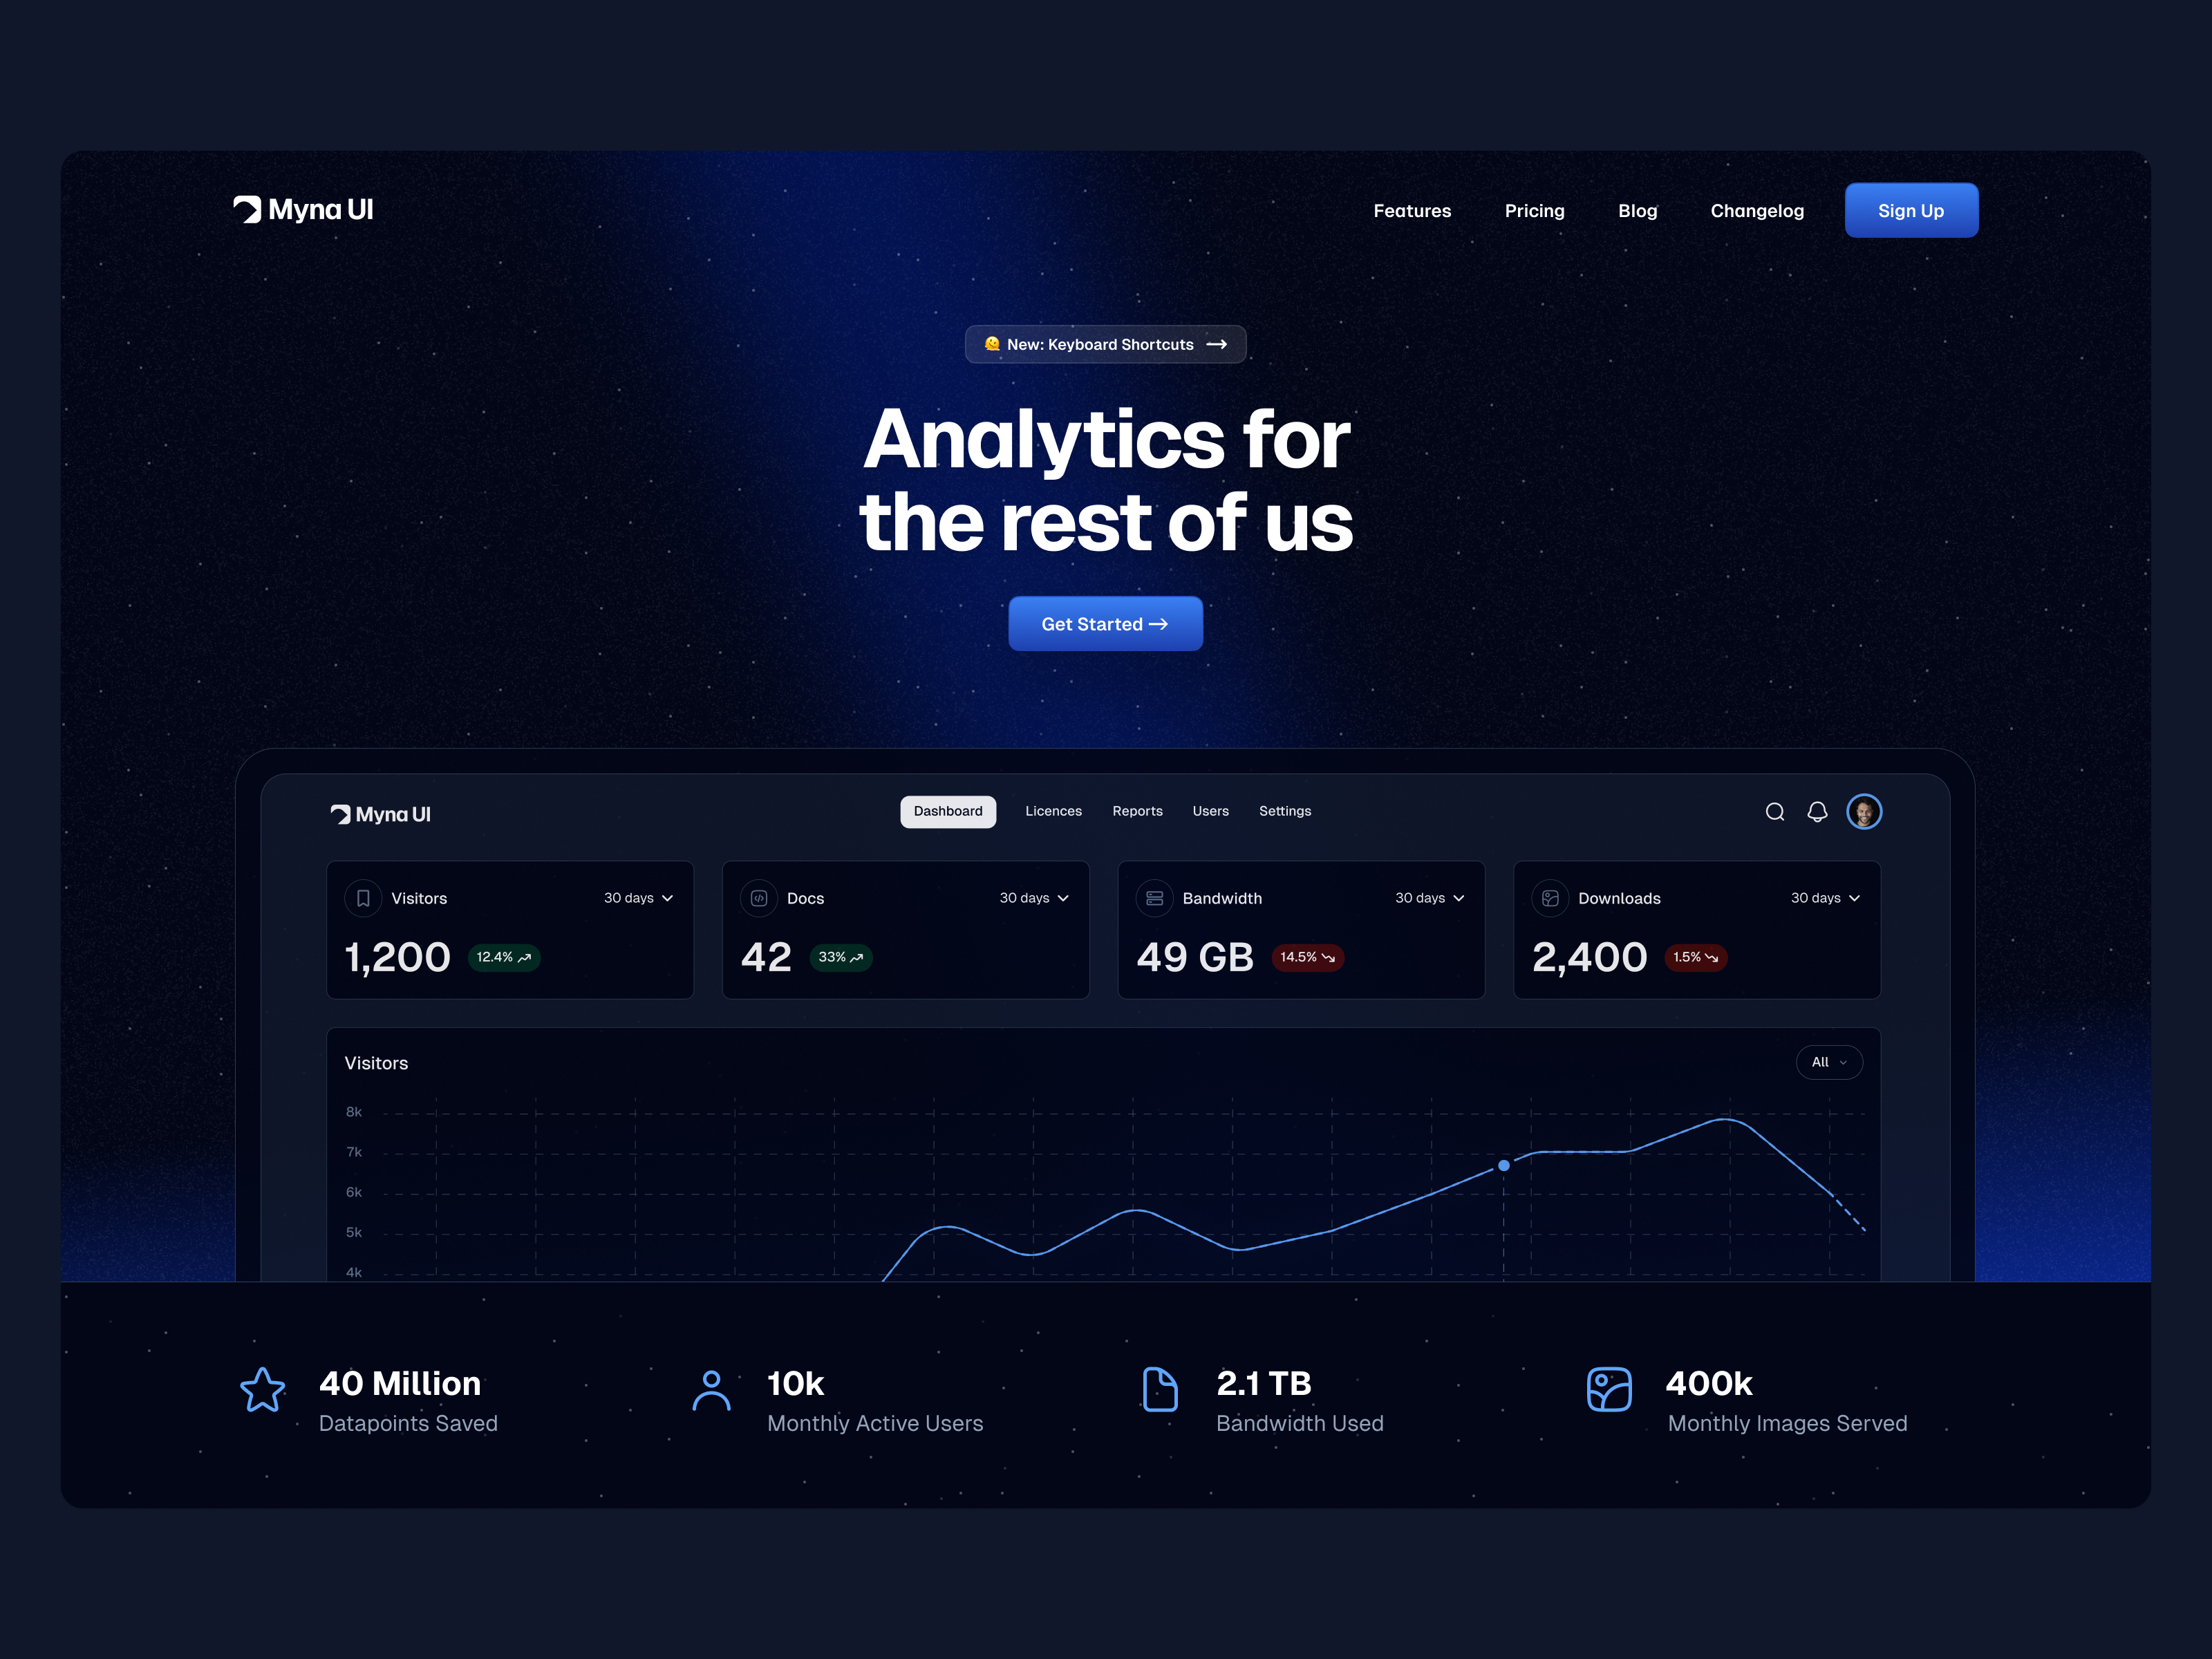 Myna UI
Features Pricing Blog Changelog Sign Up
🫠 New: Keyboard Shortcuts →
Analytics for
the rest of us
Get Started →
Myna UI
Dashboard Licences Reports Users Settings
Visitors 30 days
1,200 12.4%
Docs 30 days
42 33%
Bandwidth 30 days
49 GB 14.5%
Downloads 30 days
2,400 1.5%
Visitors All
8k
7k
6k
5k
4k
40 Million
Datapoints Saved
10k
Monthly Active Users
2.1 TB
Bandwidth Used
400k
Monthly Images Served